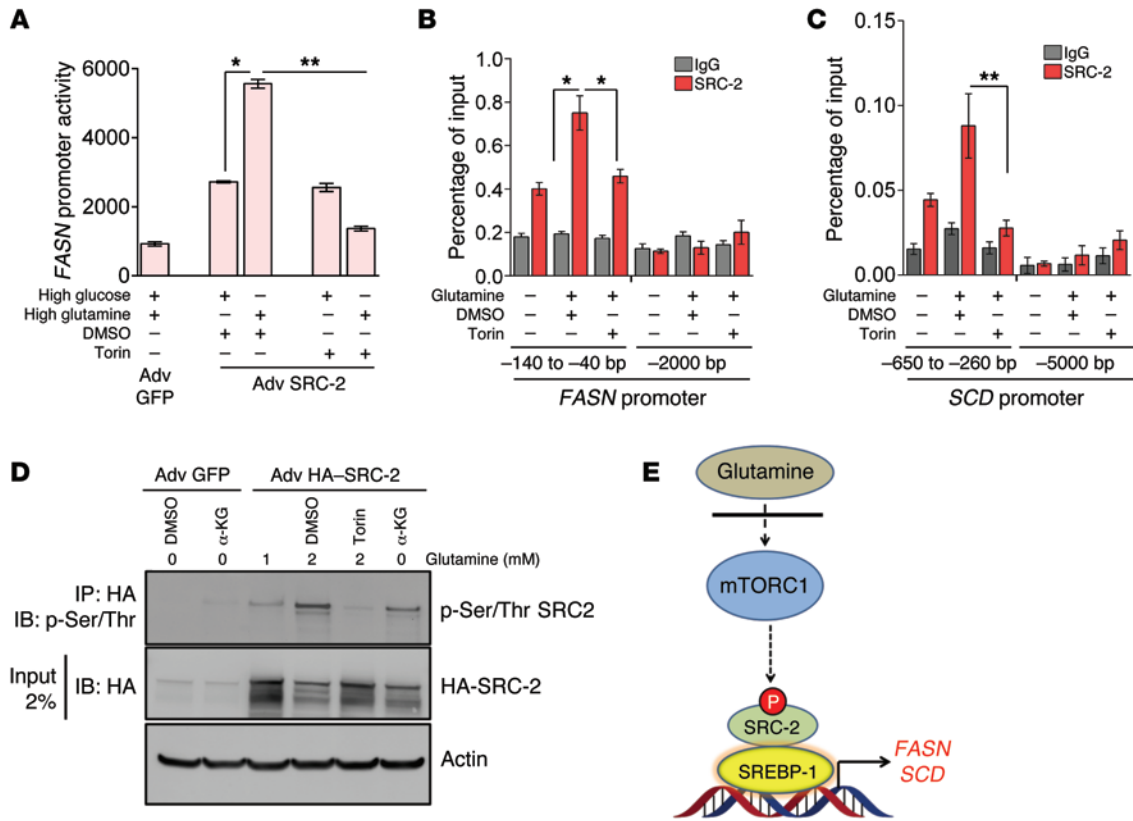 A
FASN promoter activity
6000
4000
2000
0
*
**
High glucose + + – + –
High glutamine + – + – +
DMSO – + + – –
Torin – – – + +
Adv GFP
Adv SRC-2
B
Percentage of input
1.0
0.8
0.6
0.4
0.2
0.0
* *
IgG
SRC-2
Glutamine – + + – + +
DMSO – + – – + –
Torin – – + – – +
–140 to –40 bp –2000 bp
FASN promoter
C
Percentage of input
0.15
0.10
0.05
0.00
**
IgG
SRC-2
Glutamine – + + – + +
DMSO – + – – + –
Torin – – + – – +
–650 to –260 bp –5000 bp
SCD promoter
D
Adv GFP Adv HA–SRC-2
DMSO α-KG DMSO Torin α-KG
0 0 1 2 2 0 Glutamine (mM)
IP: HA
IB: p-Ser/Thr
p-Ser/Thr SRC2
Input 2%
IB: HA
HA-SRC-2
Actin
E
Glutamine
mTORC1
P
SRC-2
SREBP-1
FASN
SCD